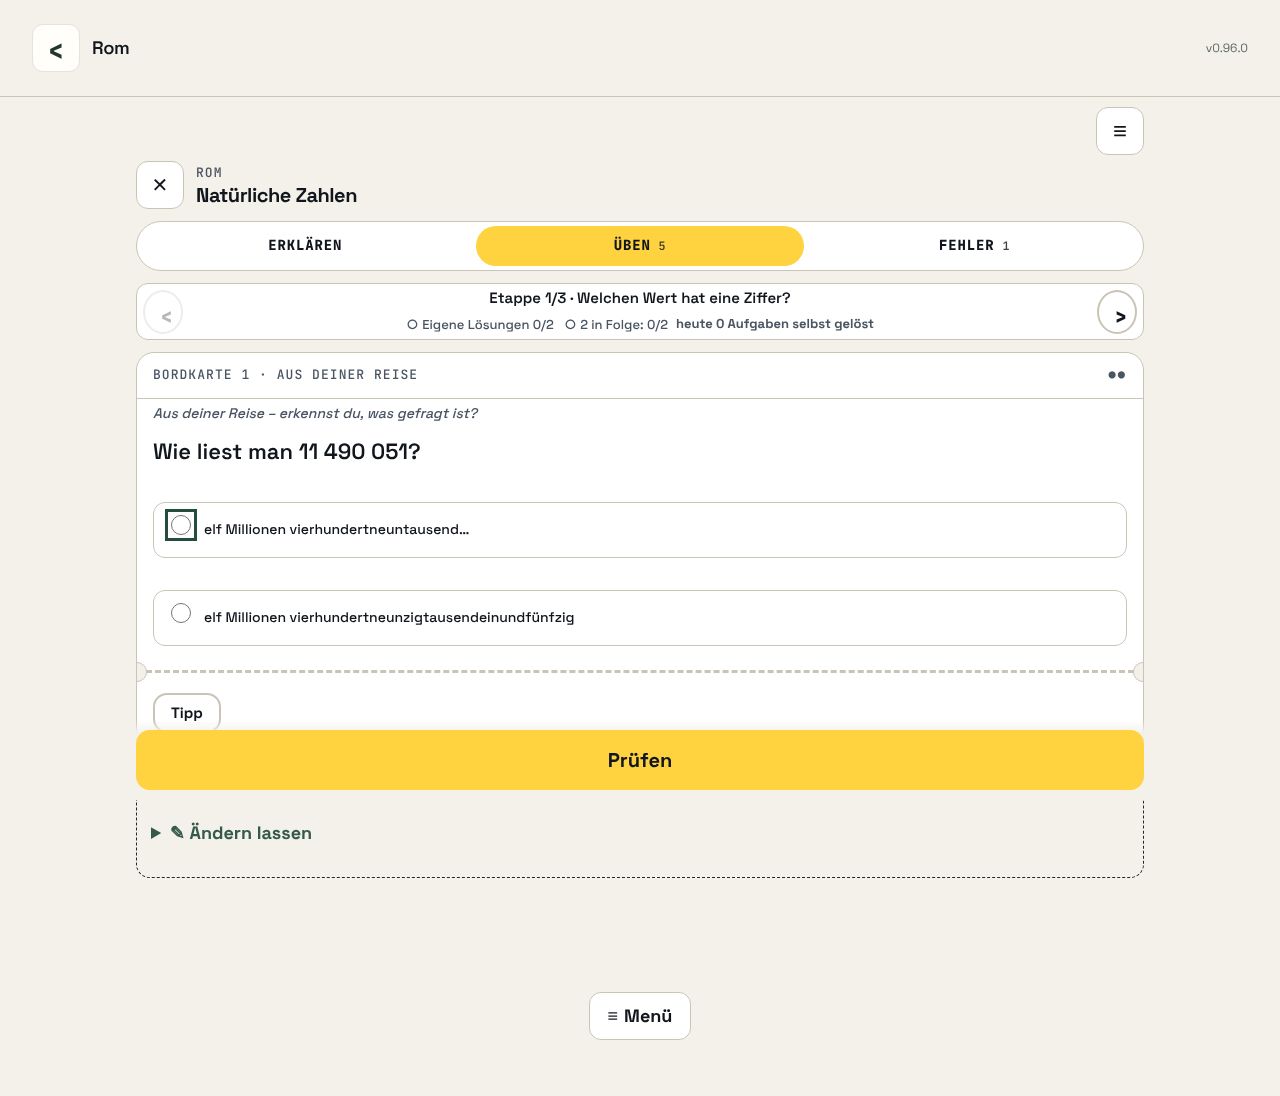 < Rom
v0.96.0
≡
✕
ROM
Natürliche Zahlen
ERKLÄREN
ÜBEN 5
FEHLER 1
<
Etappe 1/3 · Welchen Wert hat eine Ziffer?
○ Eigene Lösungen 0/2 ○ 2 in Folge: 0/2 heute 0 Aufgaben selbst gelöst
>
BORDKARTE 1 · AUS DEINER REISE
●●
Aus deiner Reise – erkennst du, was gefragt ist?
Wie liest man 11 490 051?
elf Millionen vierhundertneuntausend…
elf Millionen vierhundertneunzigtausendeinundfünfzig
Tipp
Prüfen
▶ ✎ Ändern lassen
≡ Menü